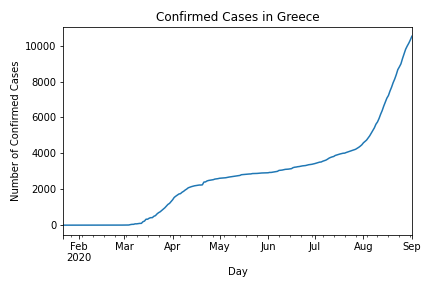 Confirmed Cases in Greece
Number of Confirmed Cases
10000
8000
6000
4000
2000
0
Feb Mar Apr May Jun Jul Aug Sep
2020
Day